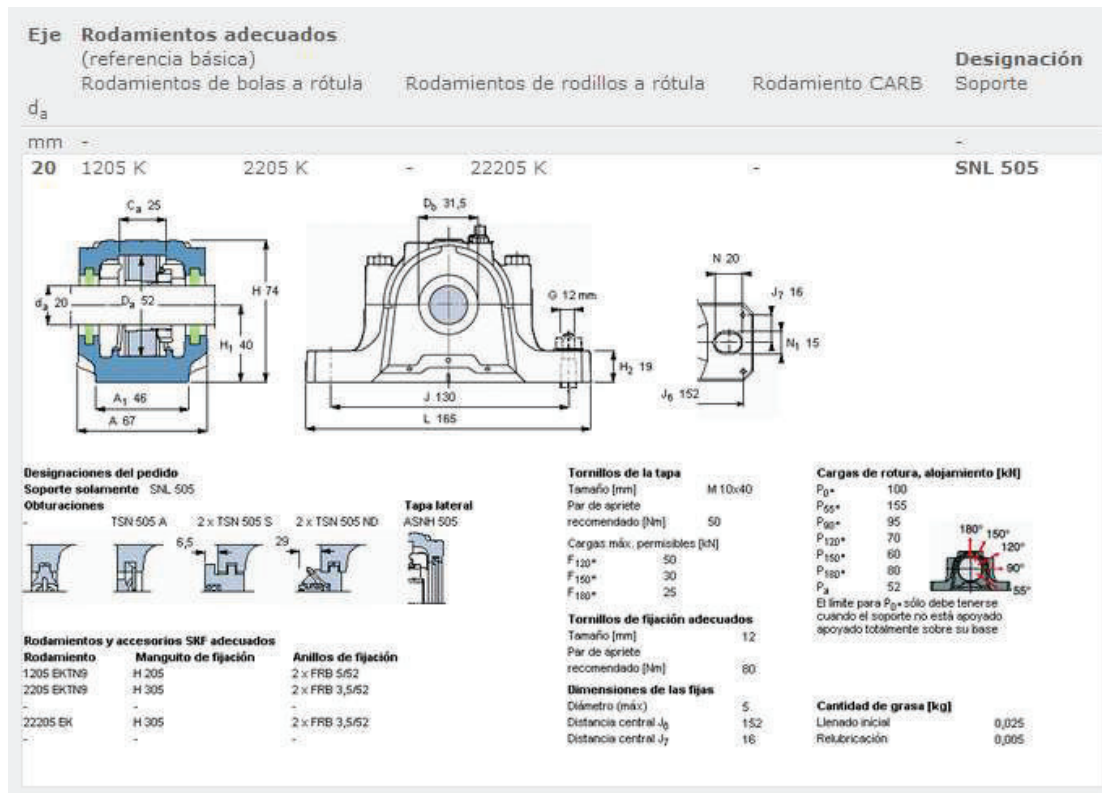 Eje Rodamientos adecuados
(referencia básica) Designación
Rodamientos de bolas a rótula Rodamientos de rodillos a rótula Rodamiento CARB Soporte
da
mm - -
20 1205 K 2205 K - 22205 K - SNL 505
Ca 25
Db 31,5
N 20
J7 16
G 12 mm
H 74
da 20
Da 52
H1 40
N1 15
H2 19
J6 152
A1 46
A 67
J 130
L 165
Designaciones del pedido
Soporte solamente SNL 505
Obturaciones Tapa lateral
- TSN 505 A 2 x TSN 505 S 2 x TSN 505 ND ASNH 505
6,5 29
Rodamientos y accesorios SKF adecuados
Rodamiento Manguito de fijación Anillos de fijación
1205 EKTN9 H 205 2 x FRB 5/52
2205 EKTN9 H 305 2 x FRB 3,5/52
- - -
22205 EK H 305 2 x FRB 3,5/52
- - -
Tornillos de la tapa
Tamaño [mm] M 10x40
Par de apriete
recomendado [Nm] 50
Cargas máx. permisibles [kN]
F120° 50
F150° 30
F180° 25
Tornillos de fijación adecuados
Tamaño [mm] 12
Par de apriete
recomendado [Nm] 80
Dimensiones de las fijas
Diámetro (máx) 5
Distancia central J6 152
Distancia central J7 16
Cargas de rotura, alojamiento [kN]
P0° 100
P55° 155
P90° 95
P120° 70
P150° 60
P180° 80
Pa 52
180°
150°
120°
90°
55°
El límite para P0° sólo debe tenerse
cuando el soporte no está apoyado
apoyado totalmente sobre su base
Cantidad de grasa [kg]
Llenado inicial 0,025
Relubricación 0,005